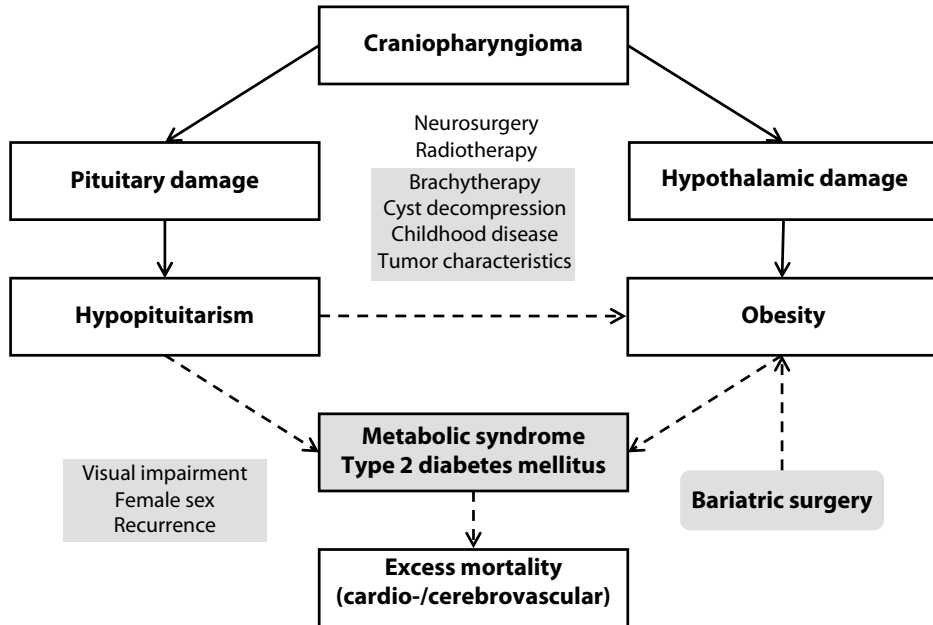 Craniopharyngioma
Neurosurgery
Radiotherapy
Pituitary damage
Hypothalamic damage
Brachytherapy
Cyst decompression
Childhood disease
Tumor characteristics
Hypopituitarism
Obesity
Metabolic syndrome
Type 2 diabetes mellitus
Visual impairment
Female sex
Recurrence
Bariatric surgery
Excess mortality
(cardio-/cerebrovascular)